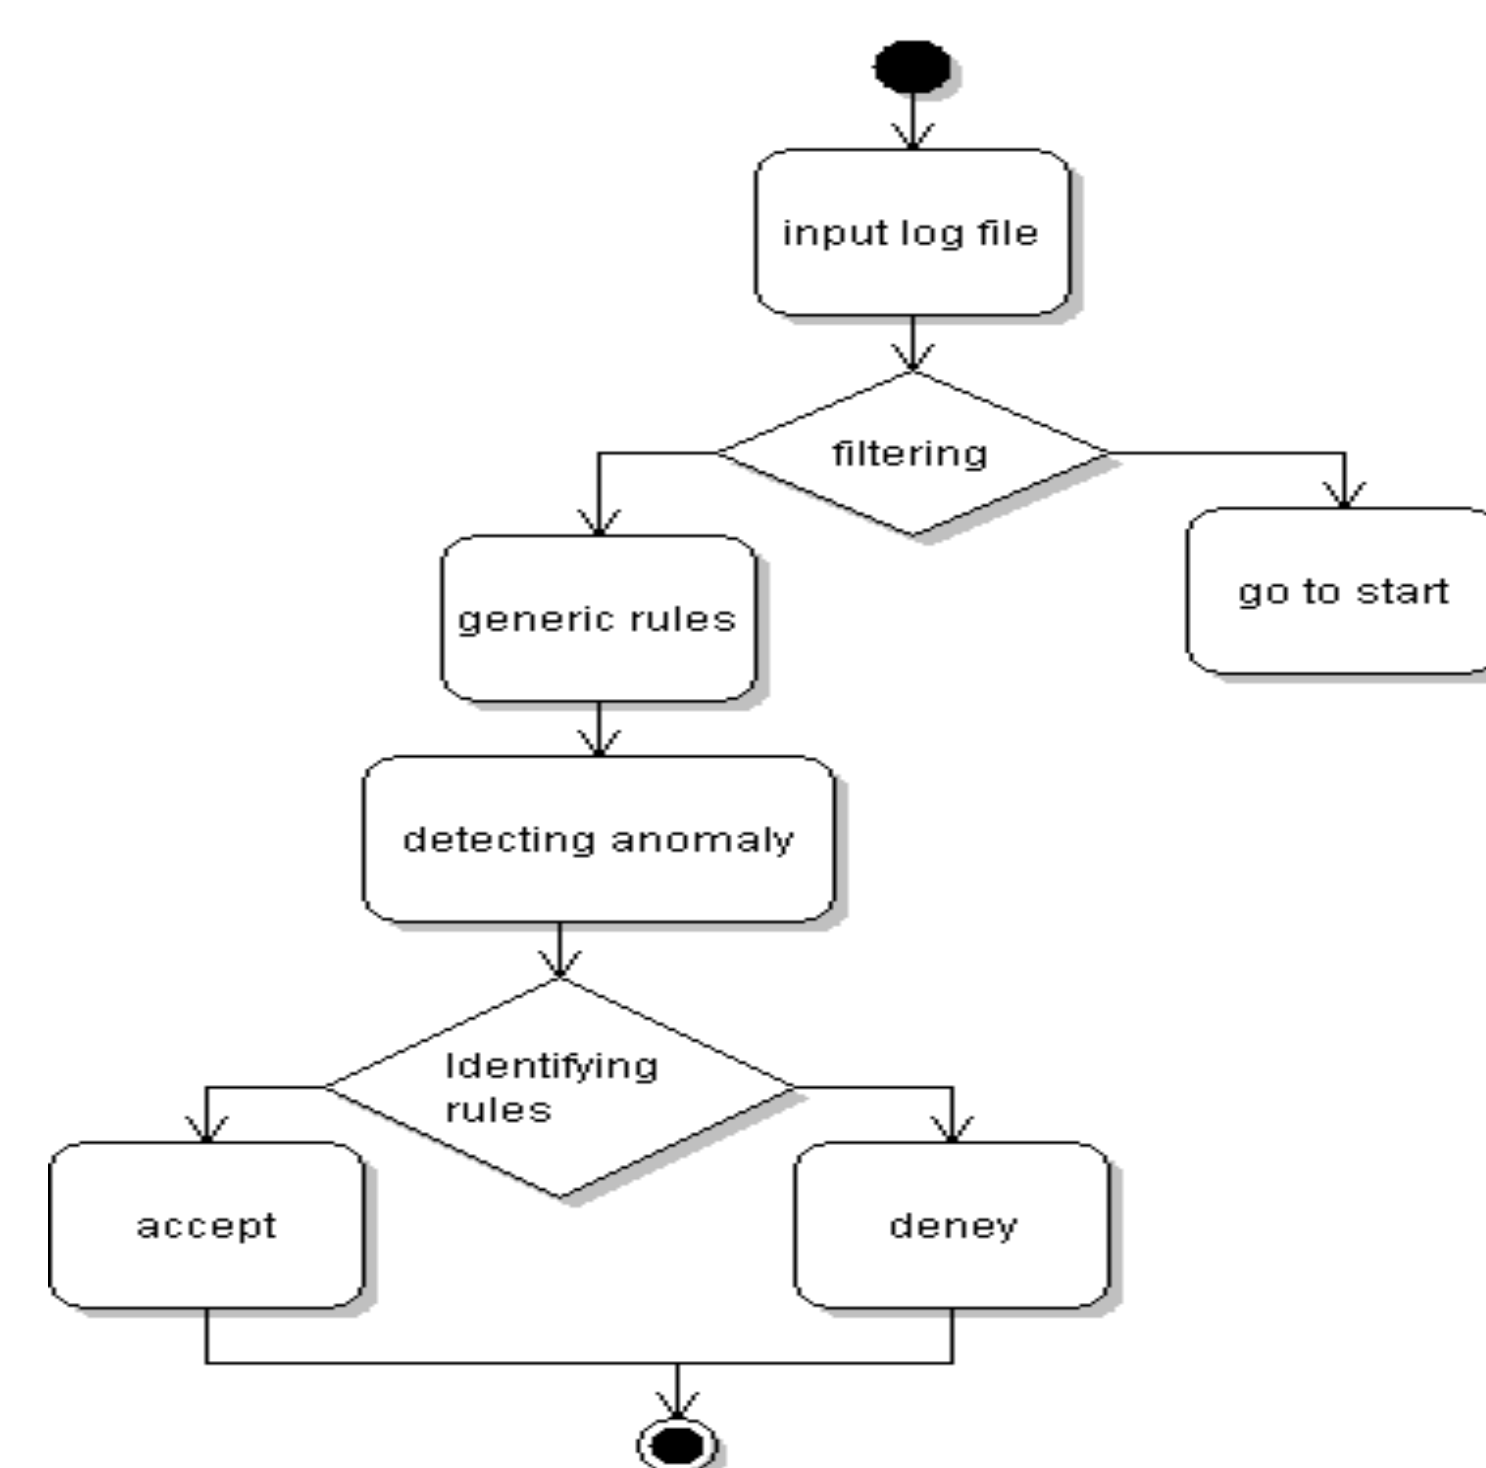 input log file
filtering
go to start
generic rules
detecting anomaly
Identifying
rules
accept
deney